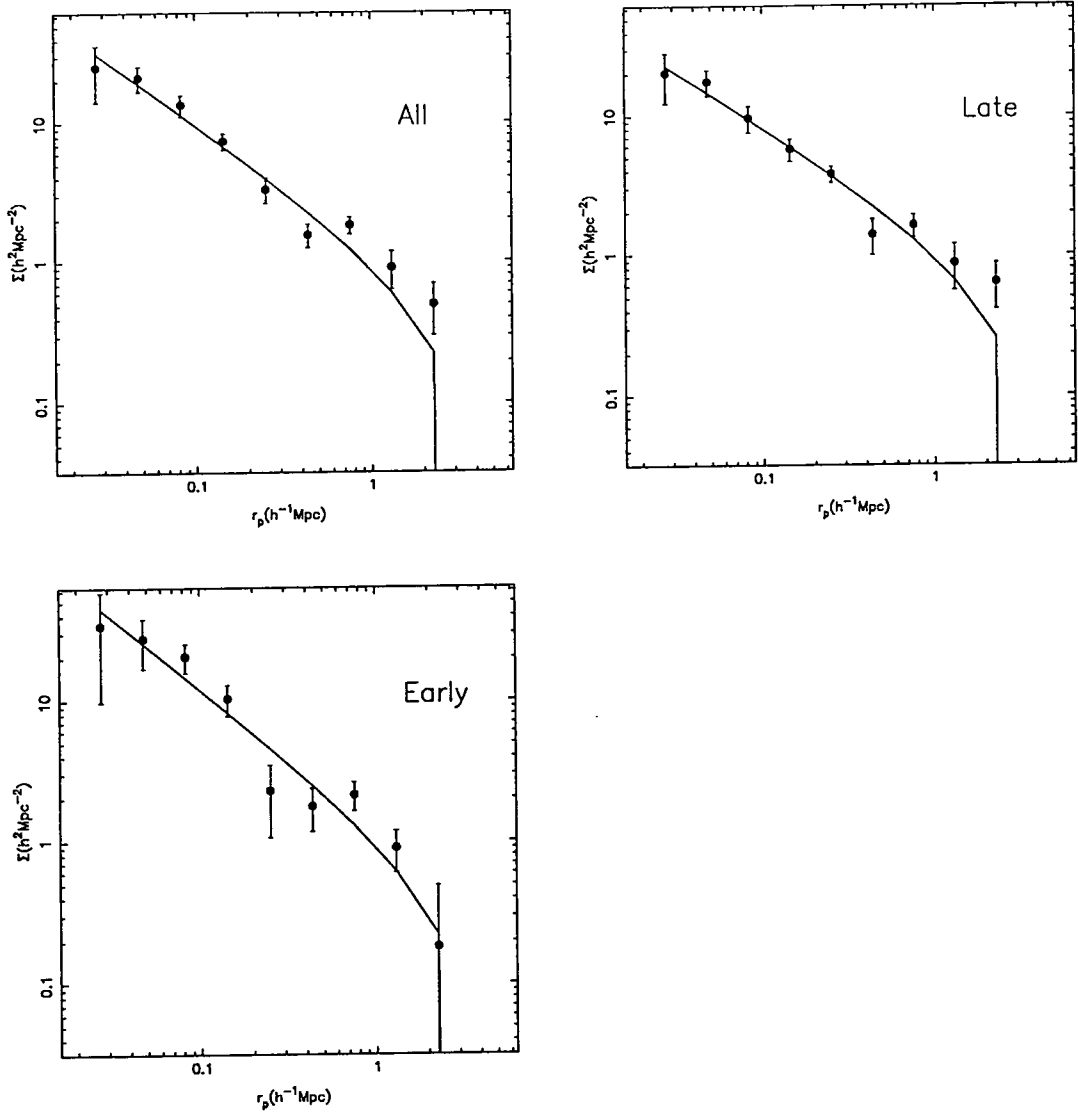 All
10
1
0.1
Σ(h²Mpc⁻²)
0.1
1
r_p(h⁻¹Mpc)
Late
10
1
0.1
Σ(h²Mpc⁻²)
0.1
1
r_p(h⁻¹Mpc)
Early
10
1
0.1
Σ(h²Mpc⁻²)
0.1
1
r_p(h⁻¹Mpc)